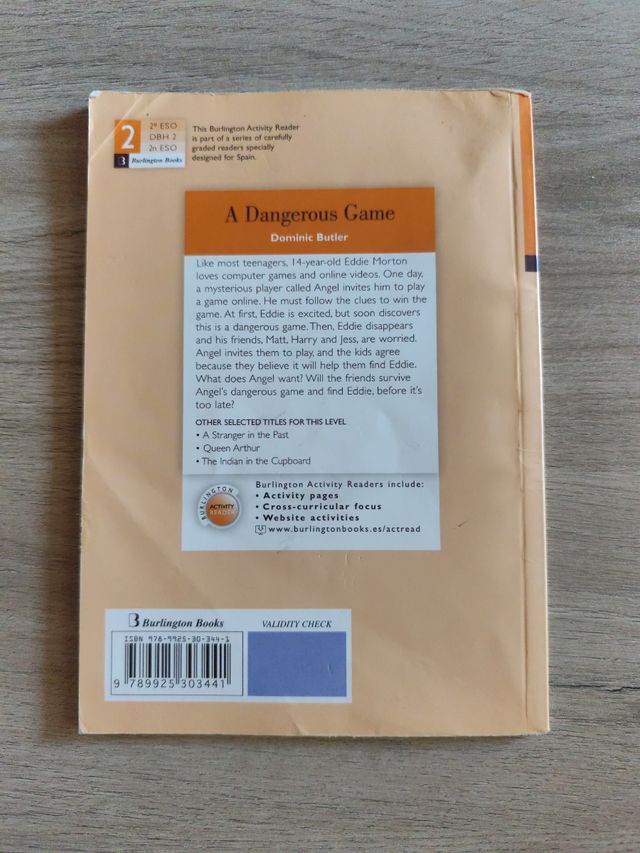 2
2º ESO
DBH 2
2n ESO
B Burlington Books
This Burlington Activity Reader
is part of a series of carefully
graded readers specially
designed for Spain.
A Dangerous Game
Dominic Butler
Like most teenagers, 14-year-old Eddie Morton
loves computer games and online videos. One day,
a mysterious player called Angel invites him to play
a game online. He must follow the clues to win the
game. At first, Eddie is excited, but soon discovers
this is a dangerous game. Then, Eddie disappears
and his friends, Matt, Harry and Jess, are worried.
Angel invites them to play, and the kids agree
because they believe it will help them find Eddie.
What does Angel want? Will the friends survive
Angel's dangerous game and find Eddie, before it's
too late?
OTHER SELECTED TITLES FOR THIS LEVEL
• A Stranger in the Past
• Queen Arthur
• The Indian in the Cupboard
BURLINGTON
ACTIVITY
READER
Burlington Activity Readers include:
• Activity pages
• Cross-curricular focus
• Website activities
www.burlingtonbooks.es/actread
B Burlington Books
VALIDITY CHECK
ISBN 978-9925-30-344-1
9 789925 303441